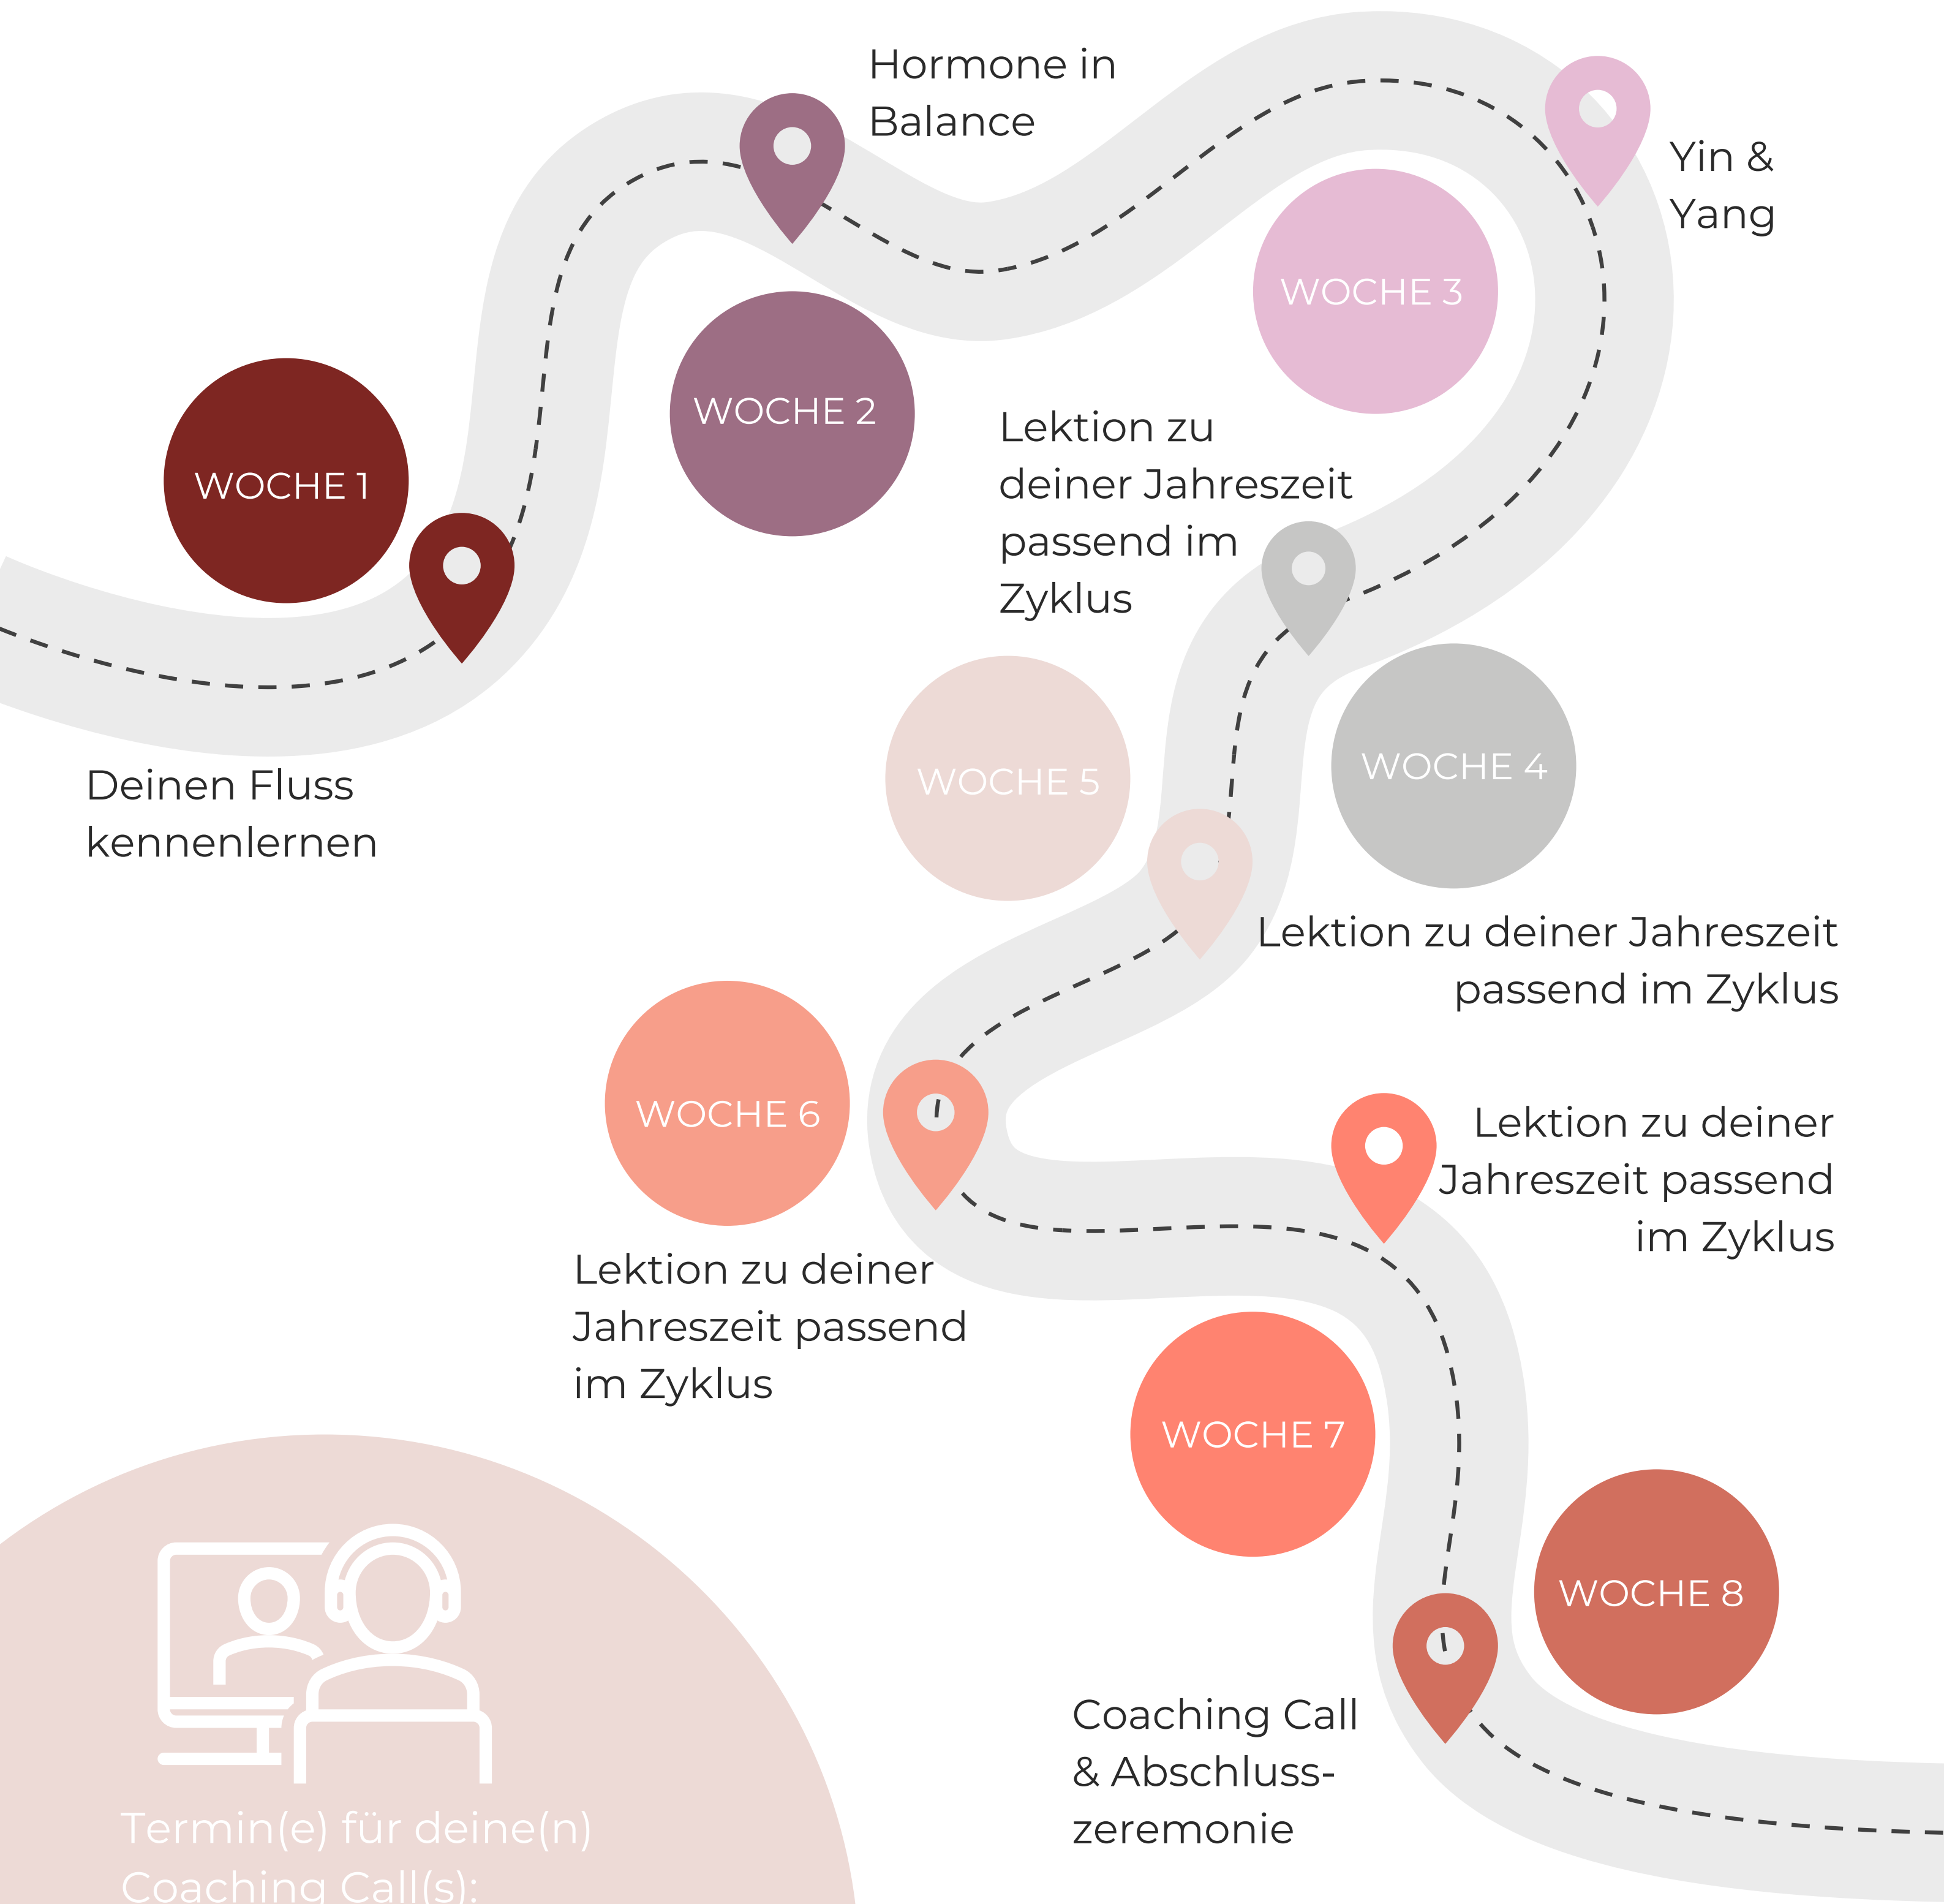 WOCHE 1
Deinen Fluss
kennenlernen
WOCHE 2
Hormone in
Balance
WOCHE 3
Yin &
Yang
WOCHE 4
Lektion zu
deiner Jahreszeit
passend im
Zyklus
WOCHE 5
Lektion zu deiner Jahreszeit
passend im Zyklus
WOCHE 6
Lektion zu deiner
Jahreszeit passend
im Zyklus
WOCHE 7
Lektion zu deiner
Jahreszeit passend
im Zyklus
WOCHE 8
Coaching Call
& Abschluss-
zeremonie
Termin(e) für deine(n)
Coaching Call(s):